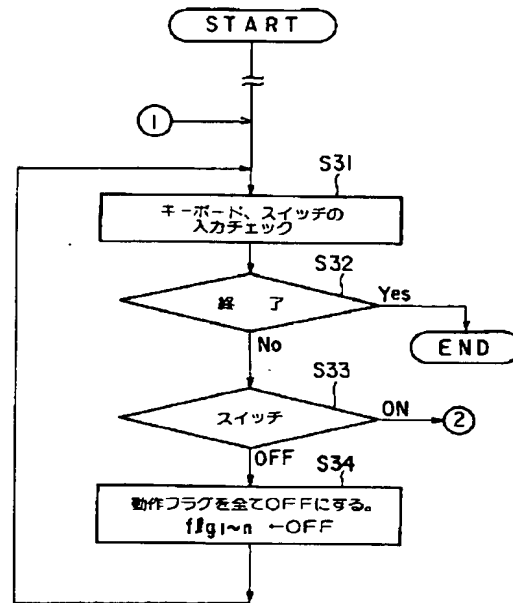 START
1
S31
キーボード、スイッチの
入力チェック
S32
終 了
Yes
END
No
S33
スイッチ
ON
2
OFF
S34
動作フラグを全てOFFにする。
flg1~n ←OFF